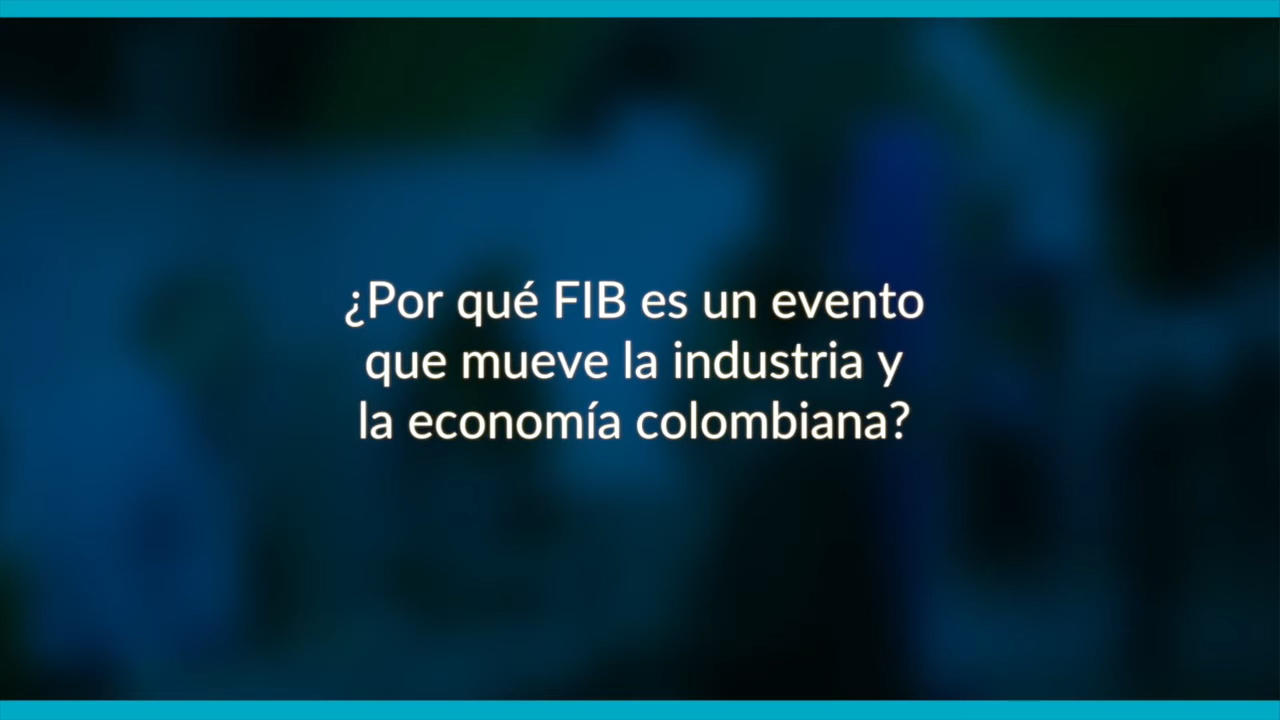 ¿Por qué FIB es un evento
que mueve la industria y
la economía colombiana?